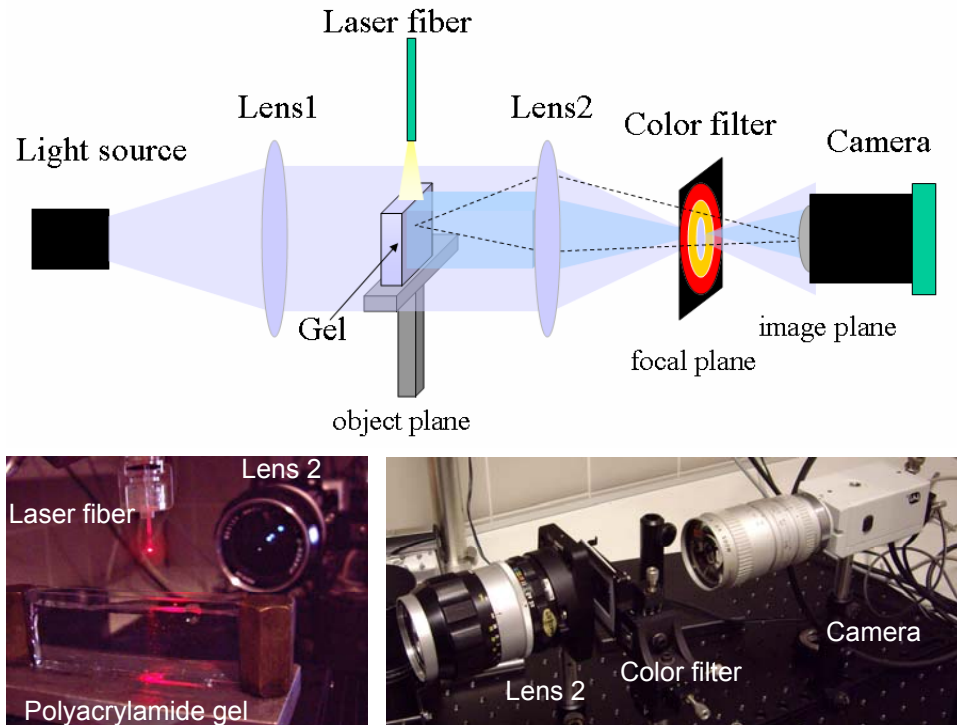 Laser fiber
Lens1
Lens2
Color filter
Light source
Camera
Gel
image plane
focal plane
object plane
Lens 2
Laser fiber
Polyacrylamide gel
Camera
Color filter
Lens 2